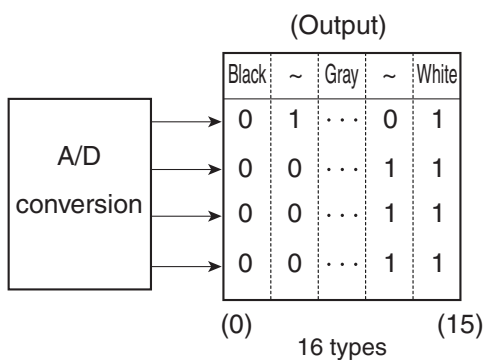 (Output)
Black ~ Gray ~ White
0 1 ··· 0 1
A/D
conversion
0 0 ··· 1 1
0 0 ··· 1 1
0 0 ··· 1 1
(0) (15)
16 types